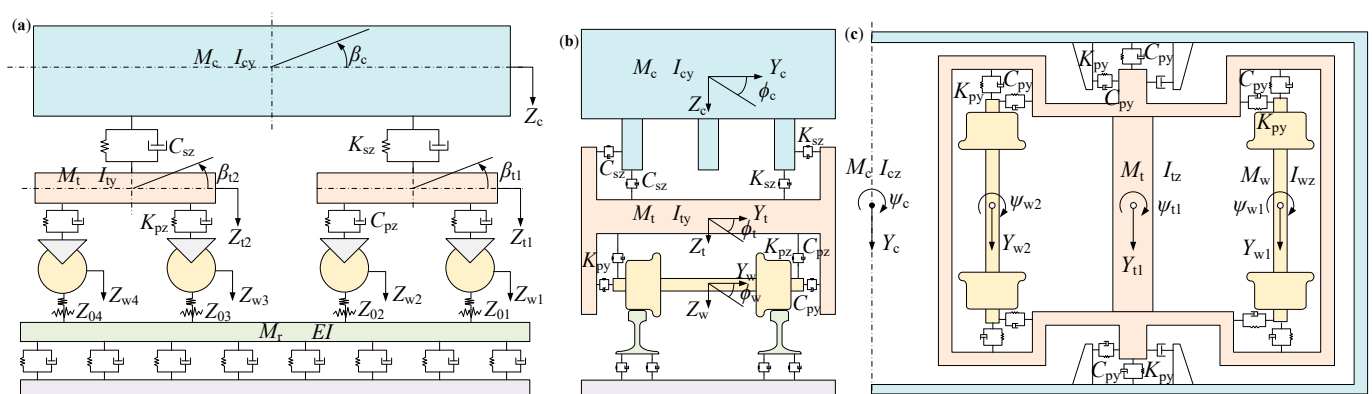 (a)
M_c I_cy β_c
Z_c
C_sz K_sz
M_t I_ty β_t2 β_t1
K_pz C_pz Z_t2 Z_t1
Z_w4 Z_w3 Z_w2 Z_w1
Z_04 Z_03 Z_02 Z_01
M_r EI
(b)
M_c I_cy Y_c
Z_c ϕ_c
K_sz
C_sz
C_sz K_sz
M_t I_ty Y_t
Z_t ϕ_t
K_py K_pz C_pz
Y_w
Z_w ϕ_w C_py
(c)
C_py
K_py C_py
C_py C_py C_py
K_py K_py
M_c I_cz M_t I_tz M_w I_wz
ψ_c ψ_w2 ψ_t1 ψ_w1
Y_c Y_w2 Y_t1 Y_w1
C_py K_py